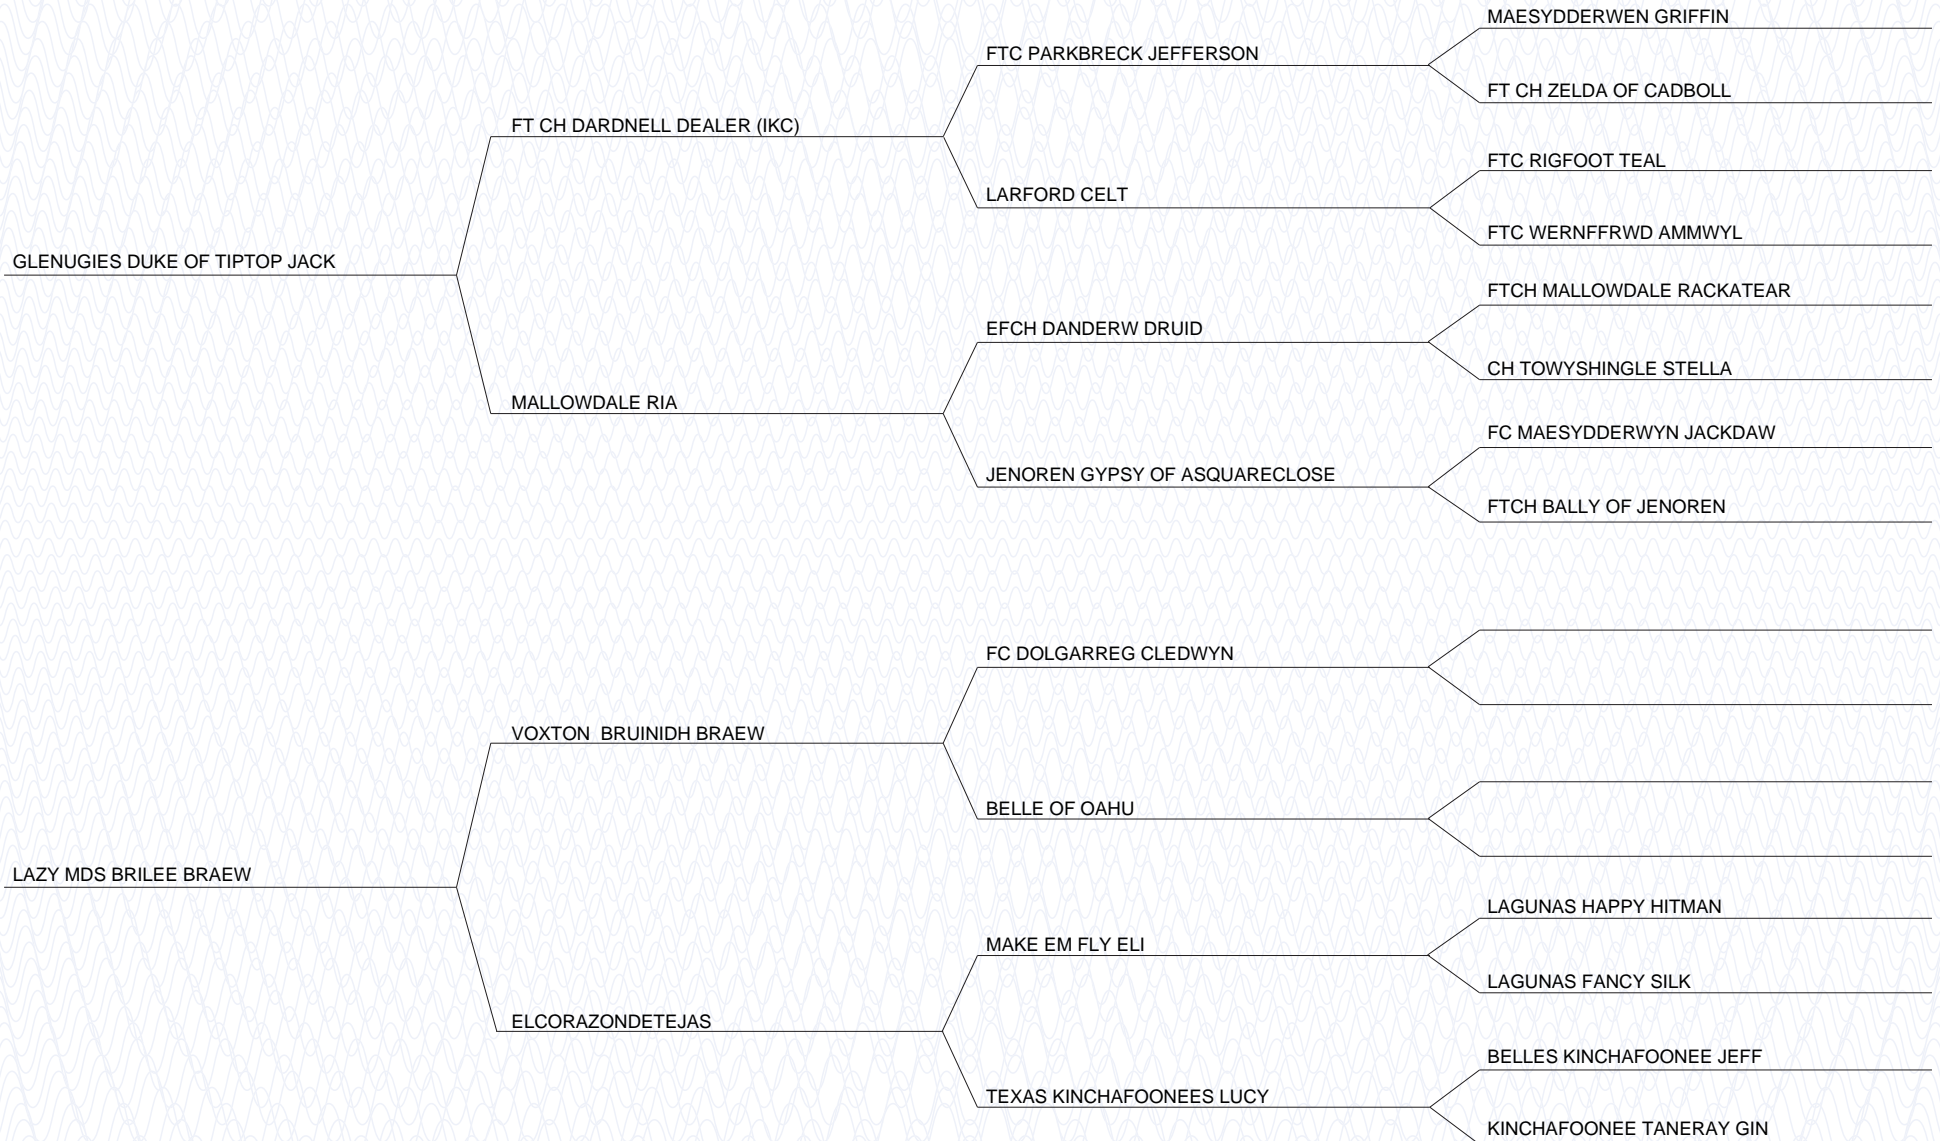 MAESYDDERWEN GRIFFIN
FTC PARKBRECK JEFFERSON
FT CH ZELDA OF CADBOLL
FT CH DARDNELL DEALER (IKC)
FTC RIGFOOT TEAL
LARFORD CELT
FTC WERNFFRWD AMMWYL
GLENUGIES DUKE OF TIPTOP JACK
FTCH MALLOWDALE RACKATEAR
EFCH DANDERW DRUID
CH TOWYSHINGLE STELLA
MALLOWDALE RIA
FC MAESYDDERWYN JACKDAW
JENOREN GYPSY OF ASQUARECLOSE
FTCH BALLY OF JENOREN
FC DOLGARREG CLEDWYN
VOXTON  BRUINIDH BRAEW
BELLE OF OAHU
LAZY MDS BRILEE BRAEW
LAGUNAS HAPPY HITMAN
MAKE EM FLY ELI
LAGUNAS FANCY SILK
ELCORAZONDETEJAS
BELLES KINCHAFOONEE JEFF
TEXAS KINCHAFOONEES LUCY
KINCHAFOONEE TANERAY GIN